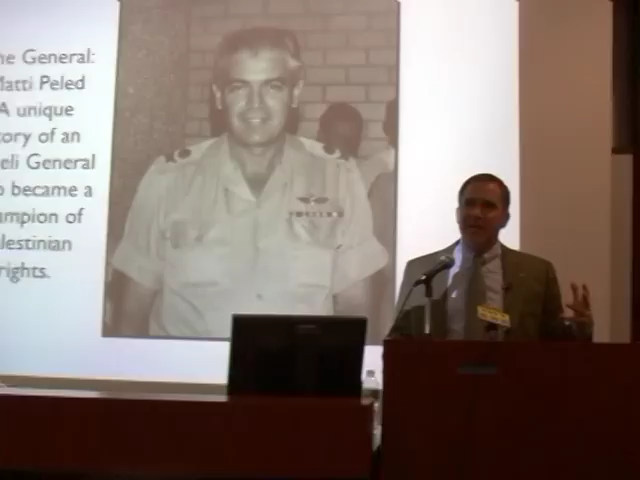 he General:
Matti Peled
A unique
tory of an
eli General
o became a
ampion of
lestinian
rights.